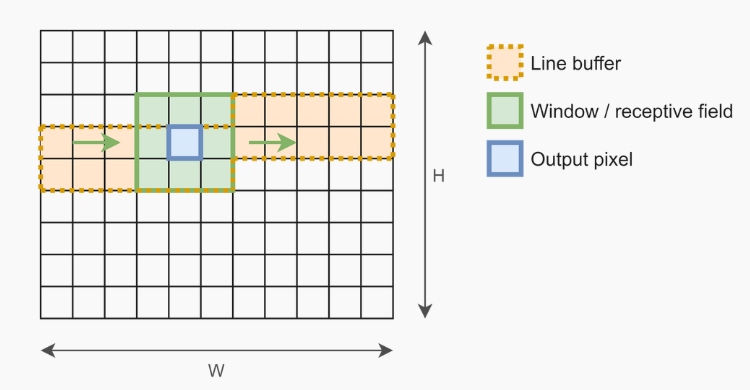 Line buffer
Window / receptive field
Output pixel
H
W